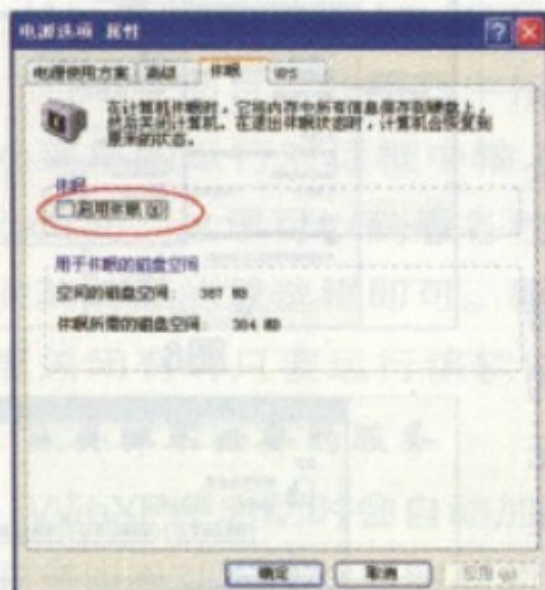 电源选项 属性
电源使用方案 高级 休眠 UPS
在计算机休眠时，它将内存中所有信息保存到硬盘上，
然后关闭计算机。在退出休眠状态时，计算机会恢复到
原来的状态。
休眠
启用休眠(H)
用于休眠的磁盘空间
空闲的磁盘空间: 387 MB
休眠所需的磁盘空间: 384 MB
确定 取消 应用(A)